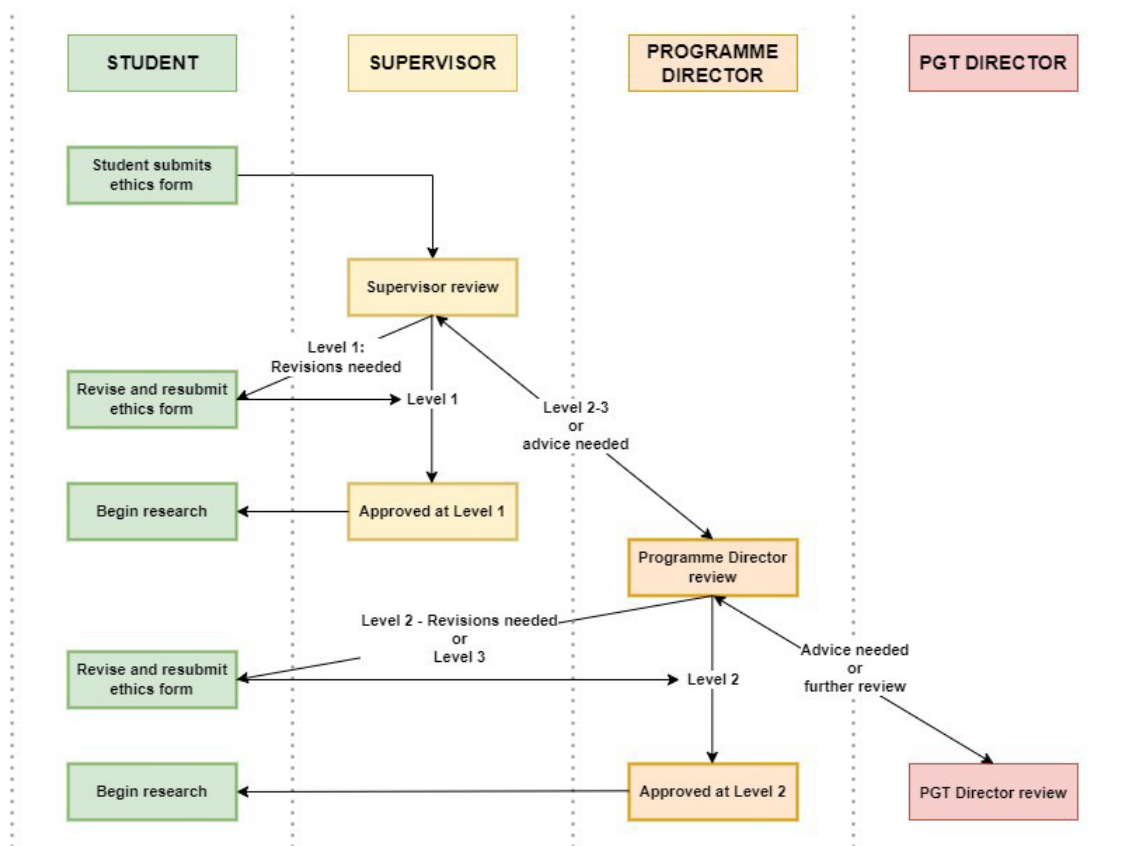 STUDENT
SUPERVISOR
PROGRAMME
DIRECTOR
PGT DIRECTOR
Student submits
ethics form
Supervisor review
Level 1:
Revisions needed
Revise and resubmit
ethics form
Level 1
Level 2-3
or
advice needed
Begin research
Approved at Level 1
Programme Director
review
Level 2 - Revisions needed
or
Level 3
Revise and resubmit
ethics form
Level 2
Advice needed
or
further review
Begin research
Approved at Level 2
PGT Director review